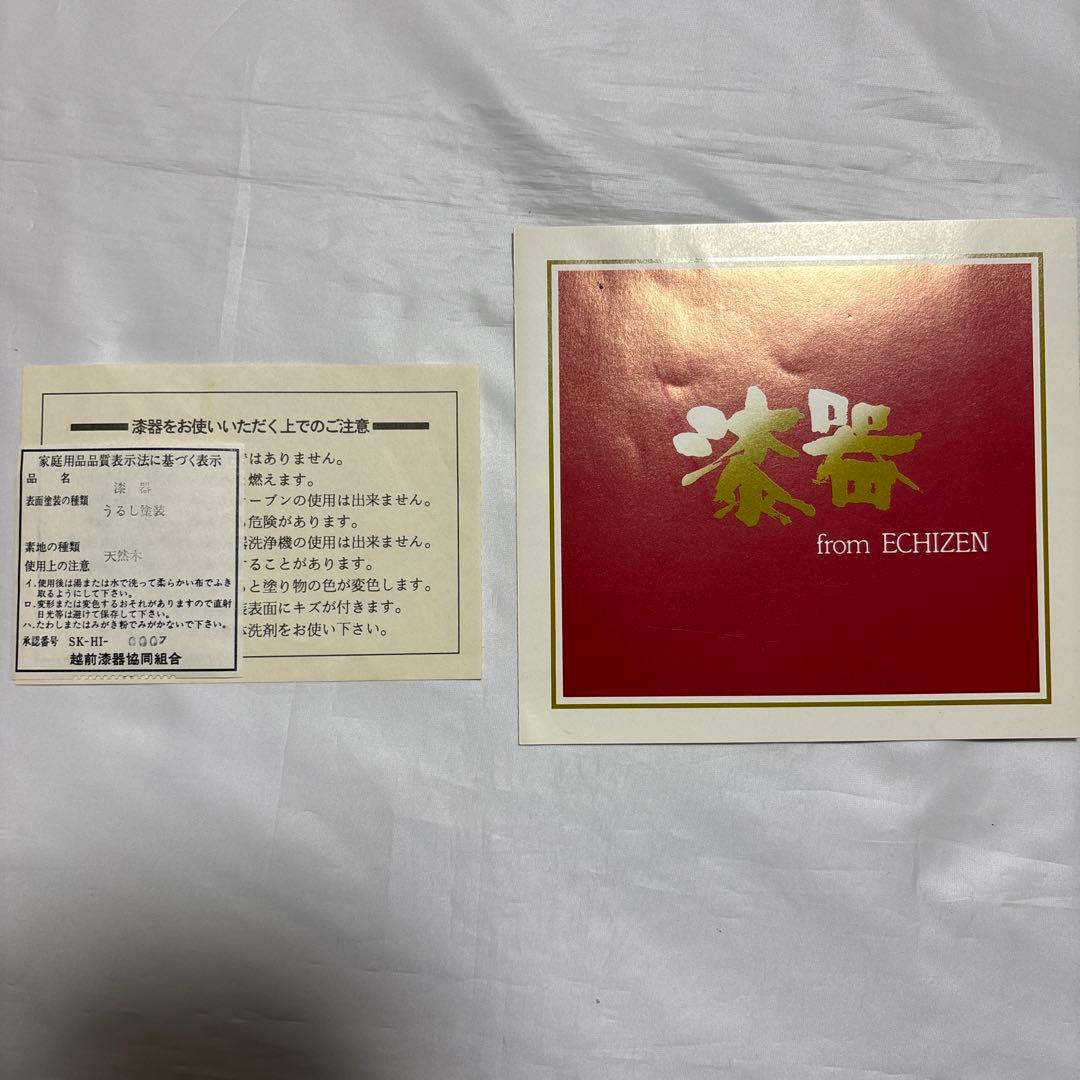 漆器をお使いいただく上でのご注意
はありません。
燃えます。
ーブンの使用は出来ません。
危険があります。
洗浄機の使用は出来ません。
ることがあります。
と塗り物の色が変色します。
表面にキズが付きます。
洗剤をお使い下さい。
家庭用品品質表示法に基づく表示
品 名 漆 器
表面塗装の種類 うるし塗装
素地の種類 天然木
使用上の注意
イ.使用後は湯または水で洗って柔らかい布でふき
取るようにして下さい。
ロ.変形または変色するおそれがありますので直射
日光等は避けて保存して下さい。
ハ.たわしまたはみがき粉でみがかないで下さい。
承認番号 SK-HI- 0007
越前漆器協同組合
漆器
from ECHIZEN